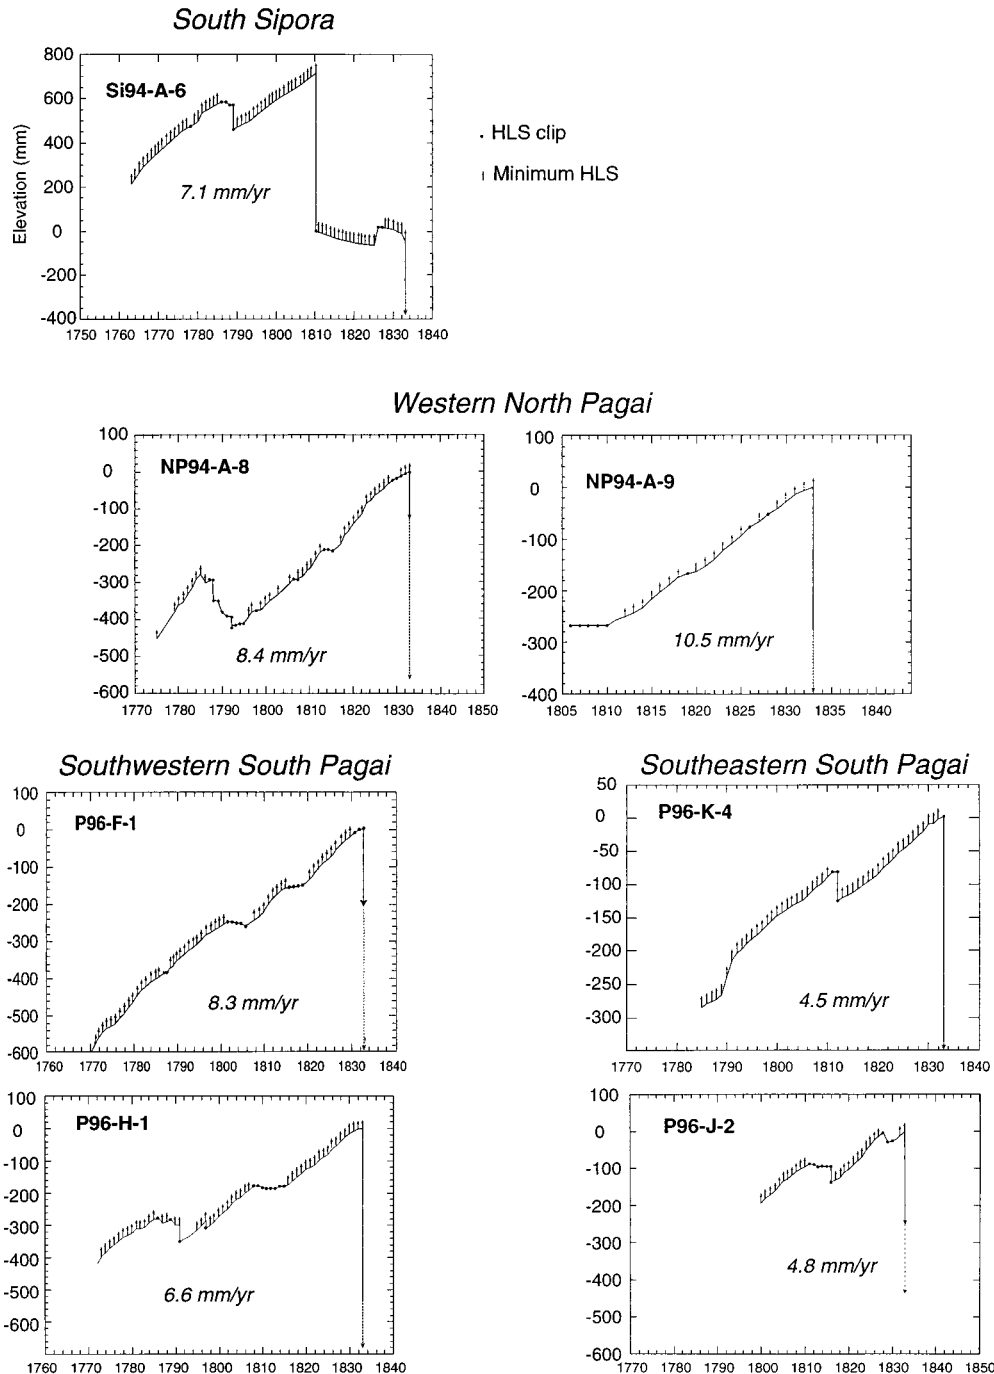 South Sipora
800
600
400
200
0
-200
-400
Elevation (mm)
Si94-A-6
7.1 mm/yr
1750 1760 1770 1780 1790 1800 1810 1820 1830 1840
HLS clip
Minimum HLS
Western North Pagai
100
0
-100
-200
-300
-400
-500
-600
NP94-A-8
8.4 mm/yr
1770 1780 1790 1800 1810 1820 1830 1840 1850
100
0
-100
-200
-300
-400
NP94-A-9
10.5 mm/yr
1805 1810 1815 1820 1825 1830 1835 1840
Southwestern South Pagai
100
0
-100
-200
-300
-400
-500
-600
P96-F-1
8.3 mm/yr
1760 1770 1780 1790 1800 1810 1820 1830 1840
Southeastern South Pagai
50
0
-50
-100
-150
-200
-250
-300
P96-K-4
4.5 mm/yr
1770 1780 1790 1800 1810 1820 1830 1840
100
0
-100
-200
-300
-400
-500
-600
P96-H-1
6.6 mm/yr
1760 1770 1780 1790 1800 1810 1820 1830 1840
100
0
-100
-200
-300
-400
-500
-600
P96-J-2
4.8 mm/yr
1770 1780 1790 1800 1810 1820 1830 1840 1850